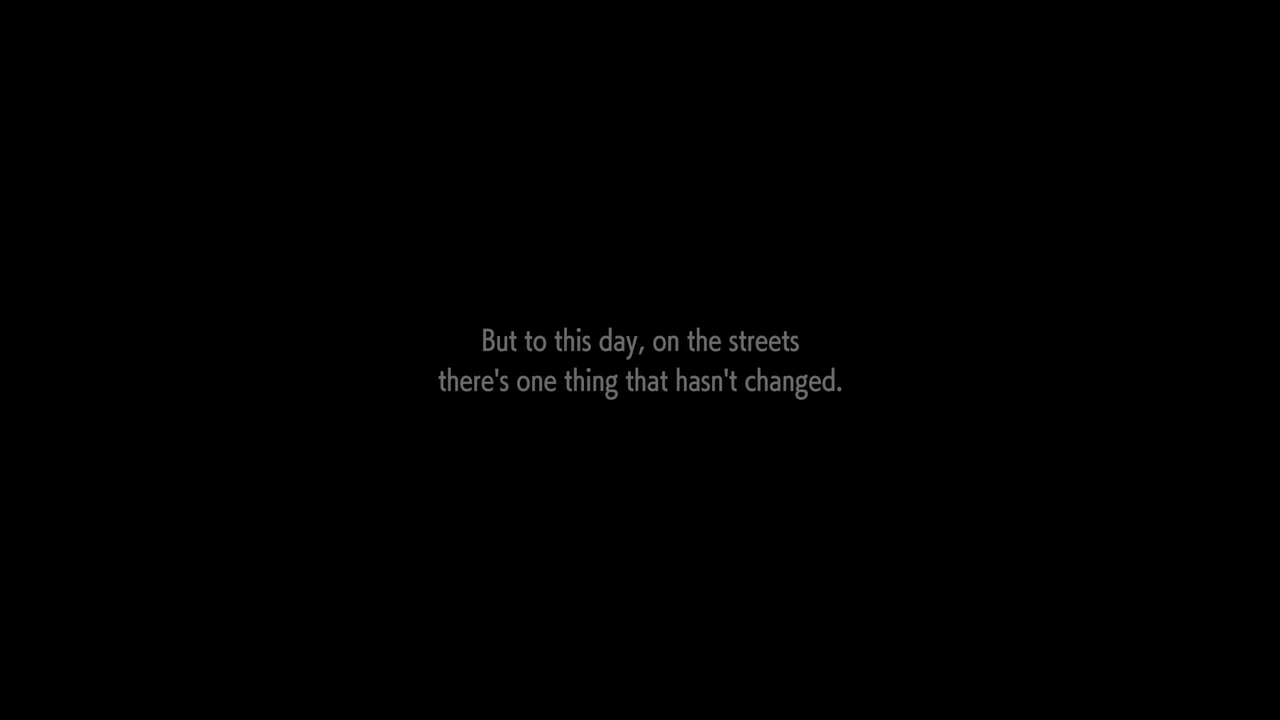 But to this day, on the streets
there's one thing that hasn't changed.